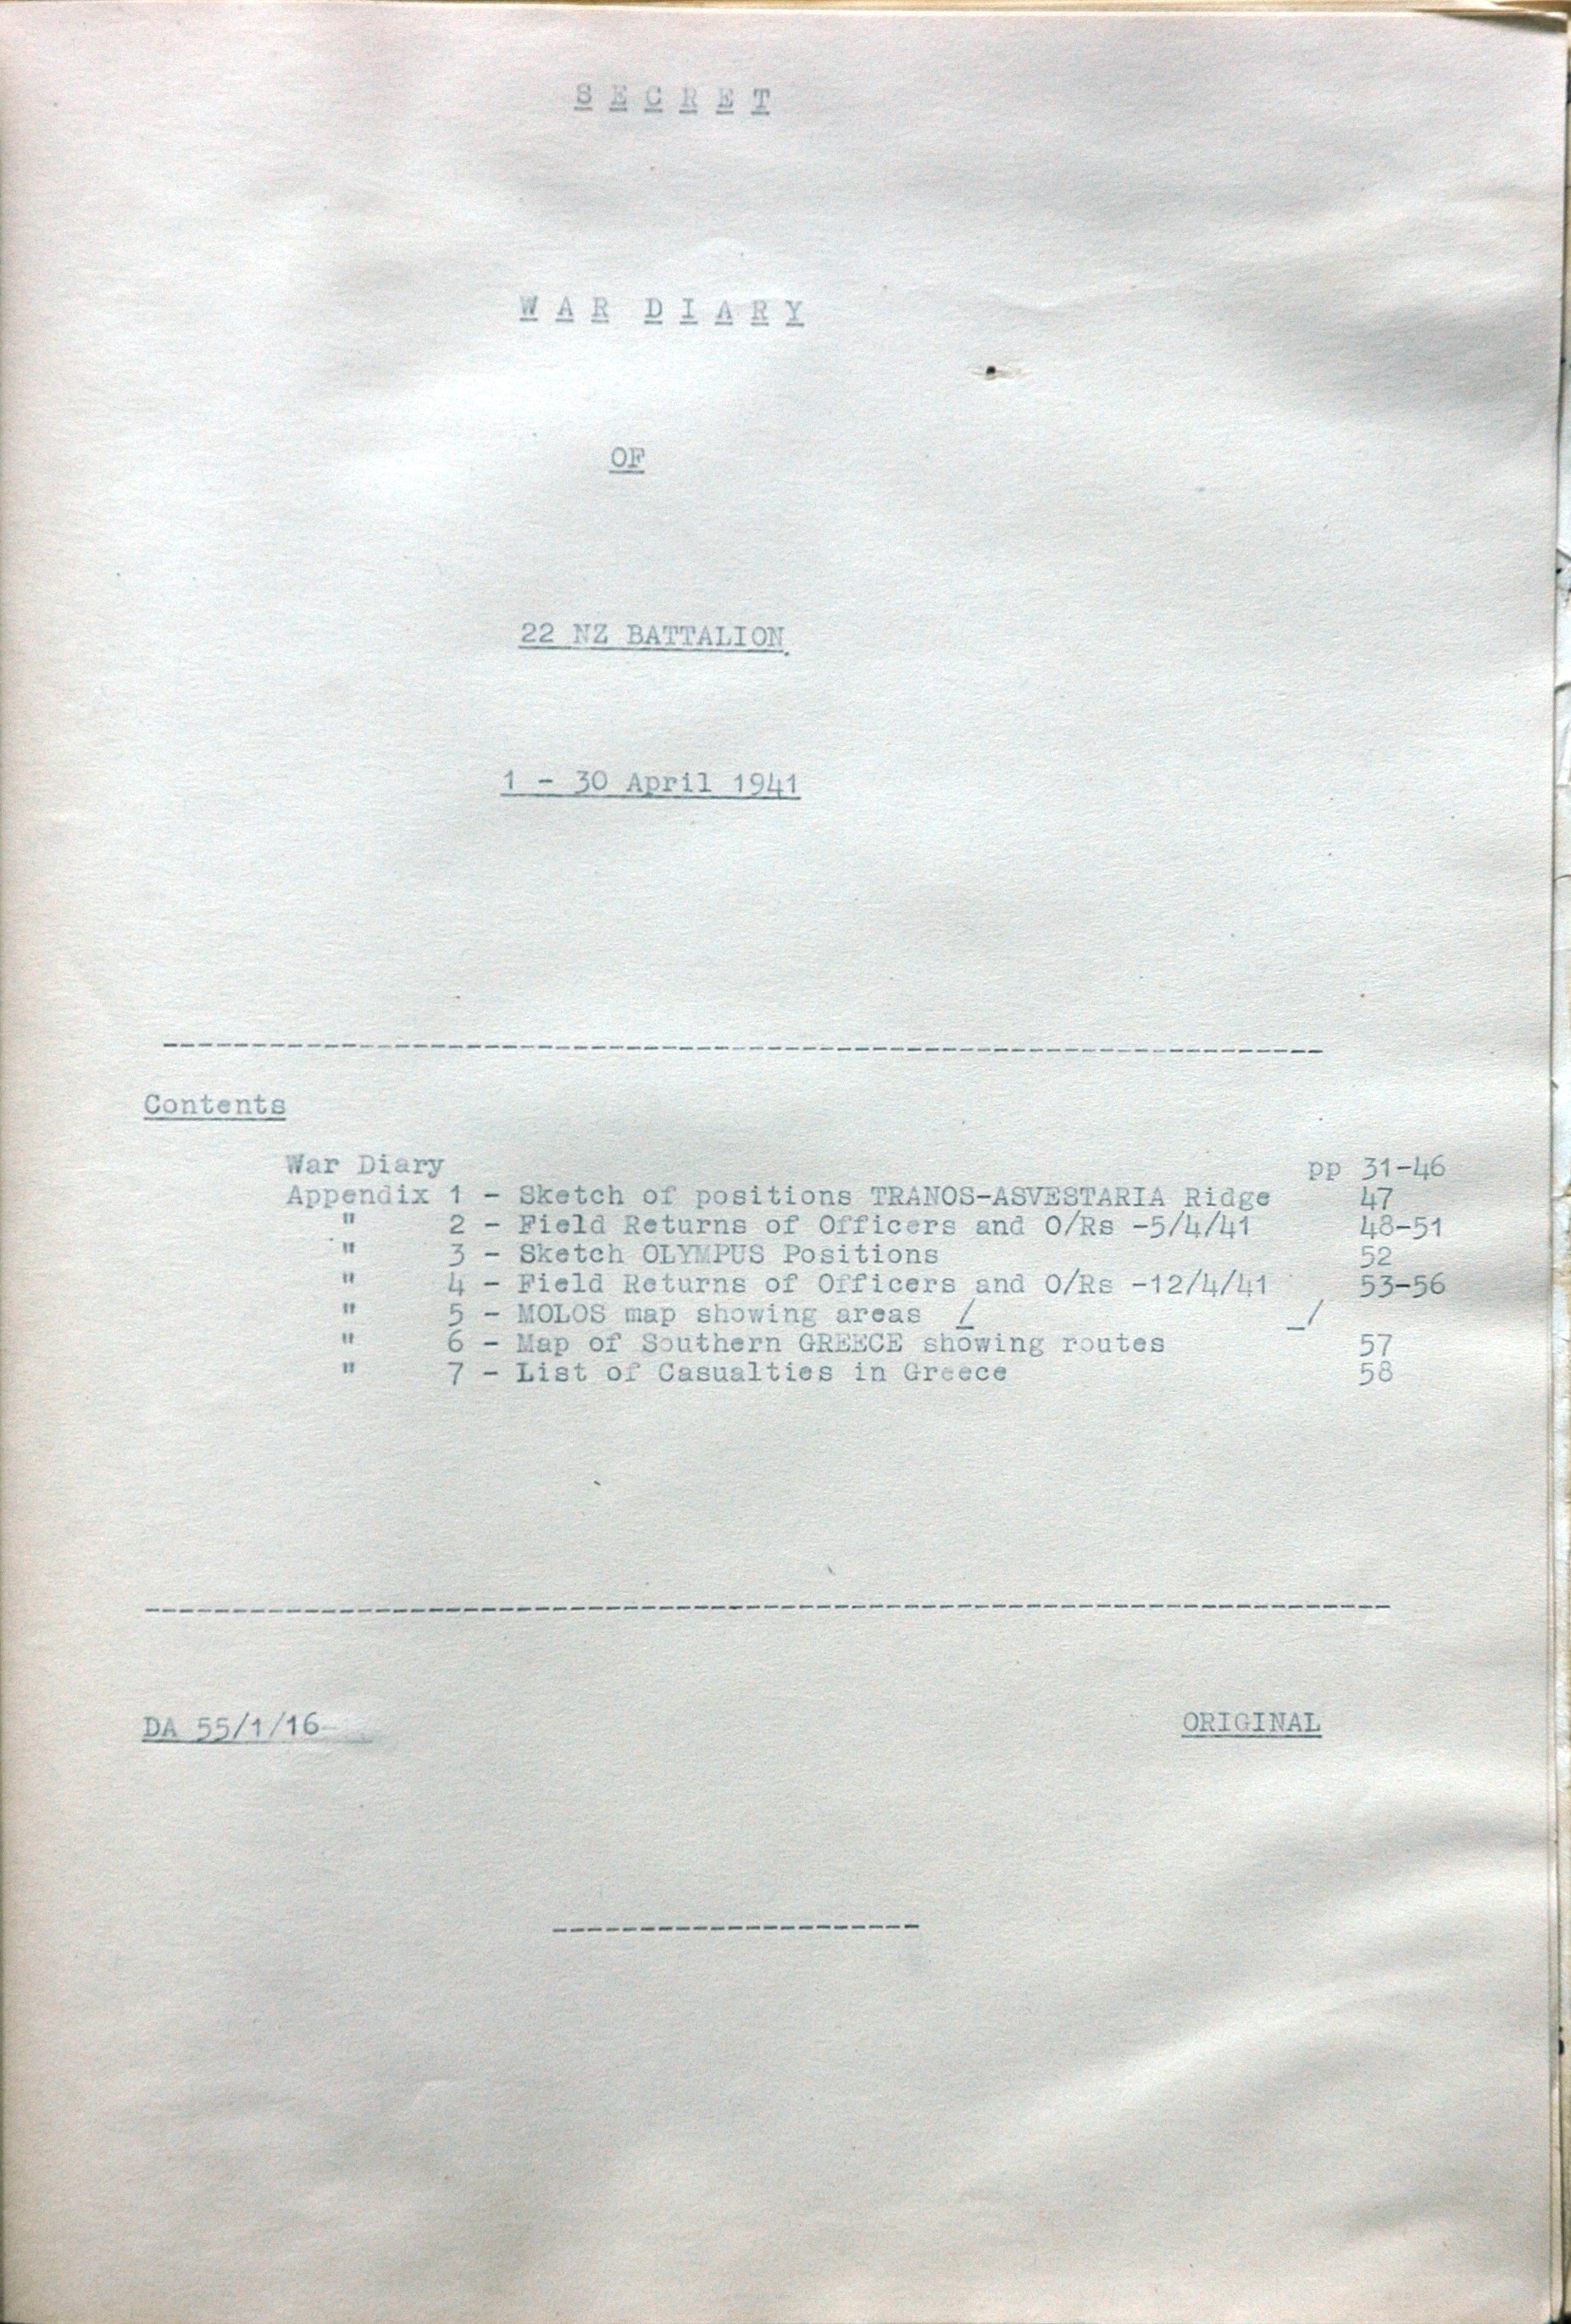 S E C R E T
W A R D I A R Y
OF
22 NZ BATTALION.
1 - 30 April 1941
Contents
War Diary pp 31-46
Appendix 1 - Sketch of positions TRANOS-ASVESTARIA Ridge 47
" 2 - Field Returns of Officers and O/Rs -5/4/41 48-51
" 3 - Sketch OLYMPUS Positions 52
" 4 - Field Returns of Officers and O/Rs -12/4/41 53-56
" 5 - MOLOS map showing areas / _/
" 6 - Map of Southern GREECE showing routes 57
" 7 - List of Casualties in Greece 58
DA 55/1/16 ORIGINAL